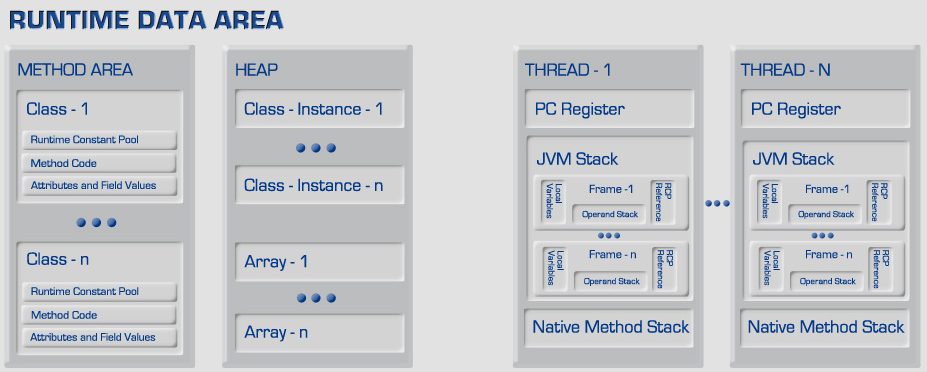 RUNTIME DATA AREA
METHOD AREA
Class - 1
Runtime Constant Pool
Method Code
Attributes and Field Values
Class - n
Runtime Constant Pool
Method Code
Attributes and Field Values
HEAP
Class - Instance - 1
Class - Instance - n
Array - 1
Array - n
THREAD - 1
PC Register
JVM Stack
Local Variables
Frame -1
Operand Stack
RCP Reference
Local Variables
Frame - n
Operand Stack
RCP Reference
Native Method Stack
THREAD - N
PC Register
JVM Stack
Local Variables
Frame -1
Operand Stack
RCP Reference
Local Variables
Frame - n
Operand Stack
RCP Reference
Native Method Stack